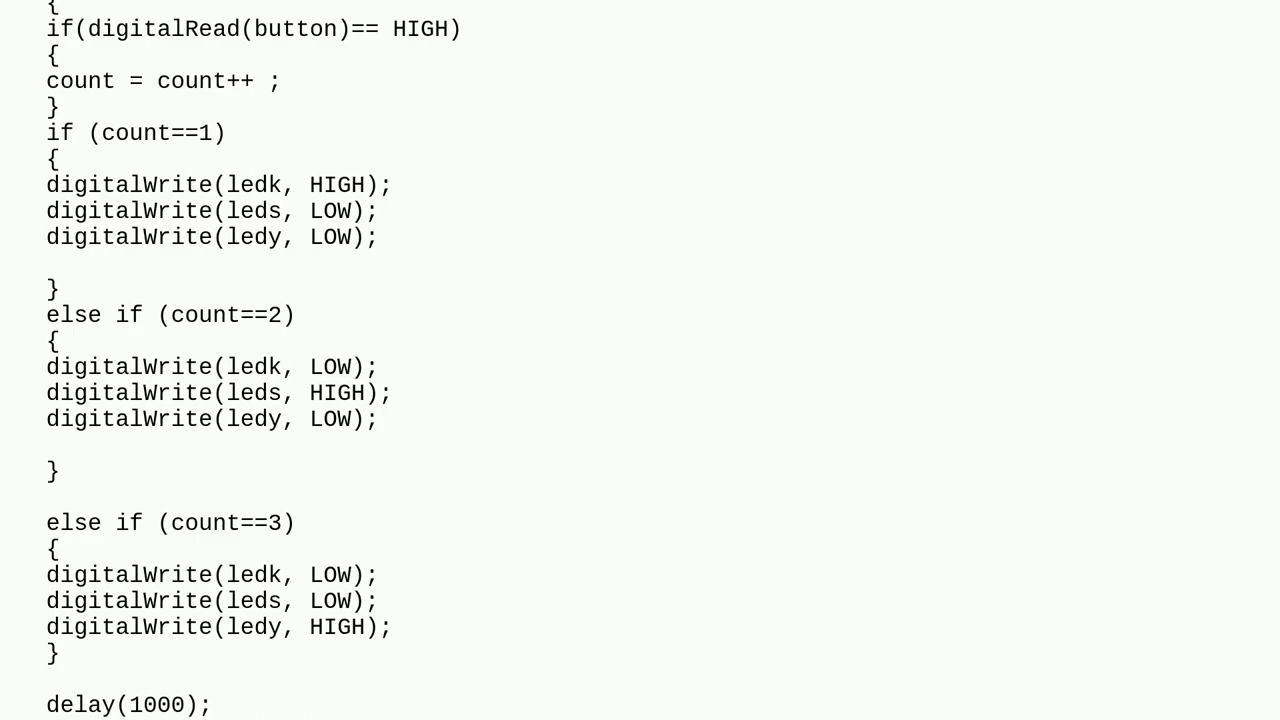 {
if(digitalRead(button)== HIGH)
{
count = count++ ;
}
if (count==1)
{
digitalWrite(ledk, HIGH);
digitalWrite(leds, LOW);
digitalWrite(ledy, LOW);
}
else if (count==2)
{
digitalWrite(ledk, LOW);
digitalWrite(leds, HIGH);
digitalWrite(ledy, LOW);
}
else if (count==3)
{
digitalWrite(ledk, LOW);
digitalWrite(leds, LOW);
digitalWrite(ledy, HIGH);
}
delay(1000);